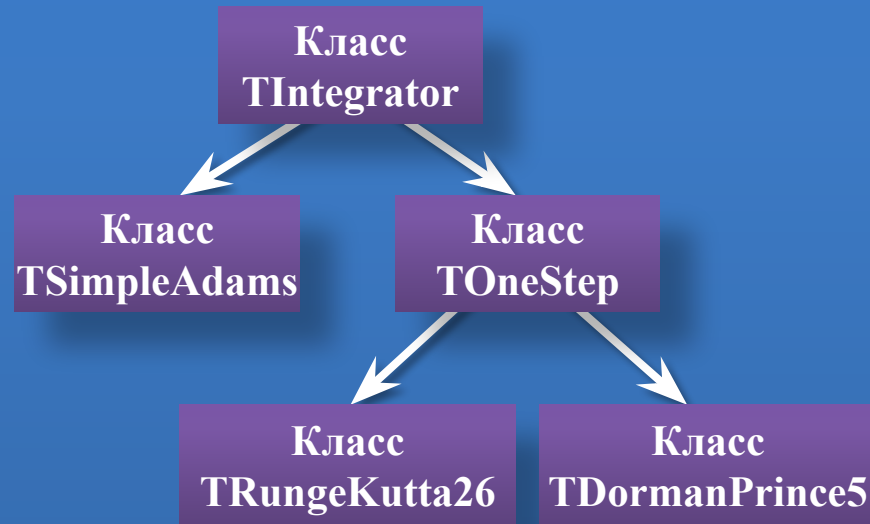 Класс
TIntegrator
Класс
TSimpleAdams
Класс
TOneStep
Класс
TRungeKutta26
Класс
TDormanPrince5